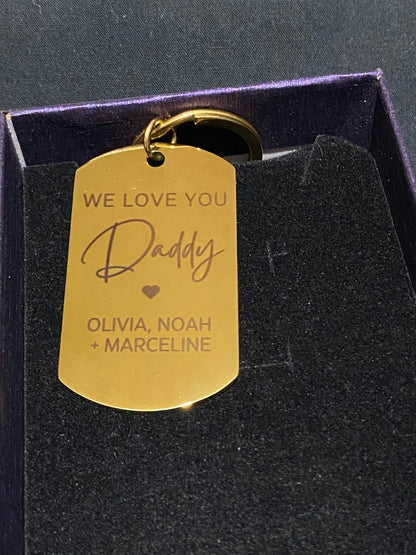 WE LOVE YOU
Daddy
OLIVIA, NOAH
+ MARCELINE